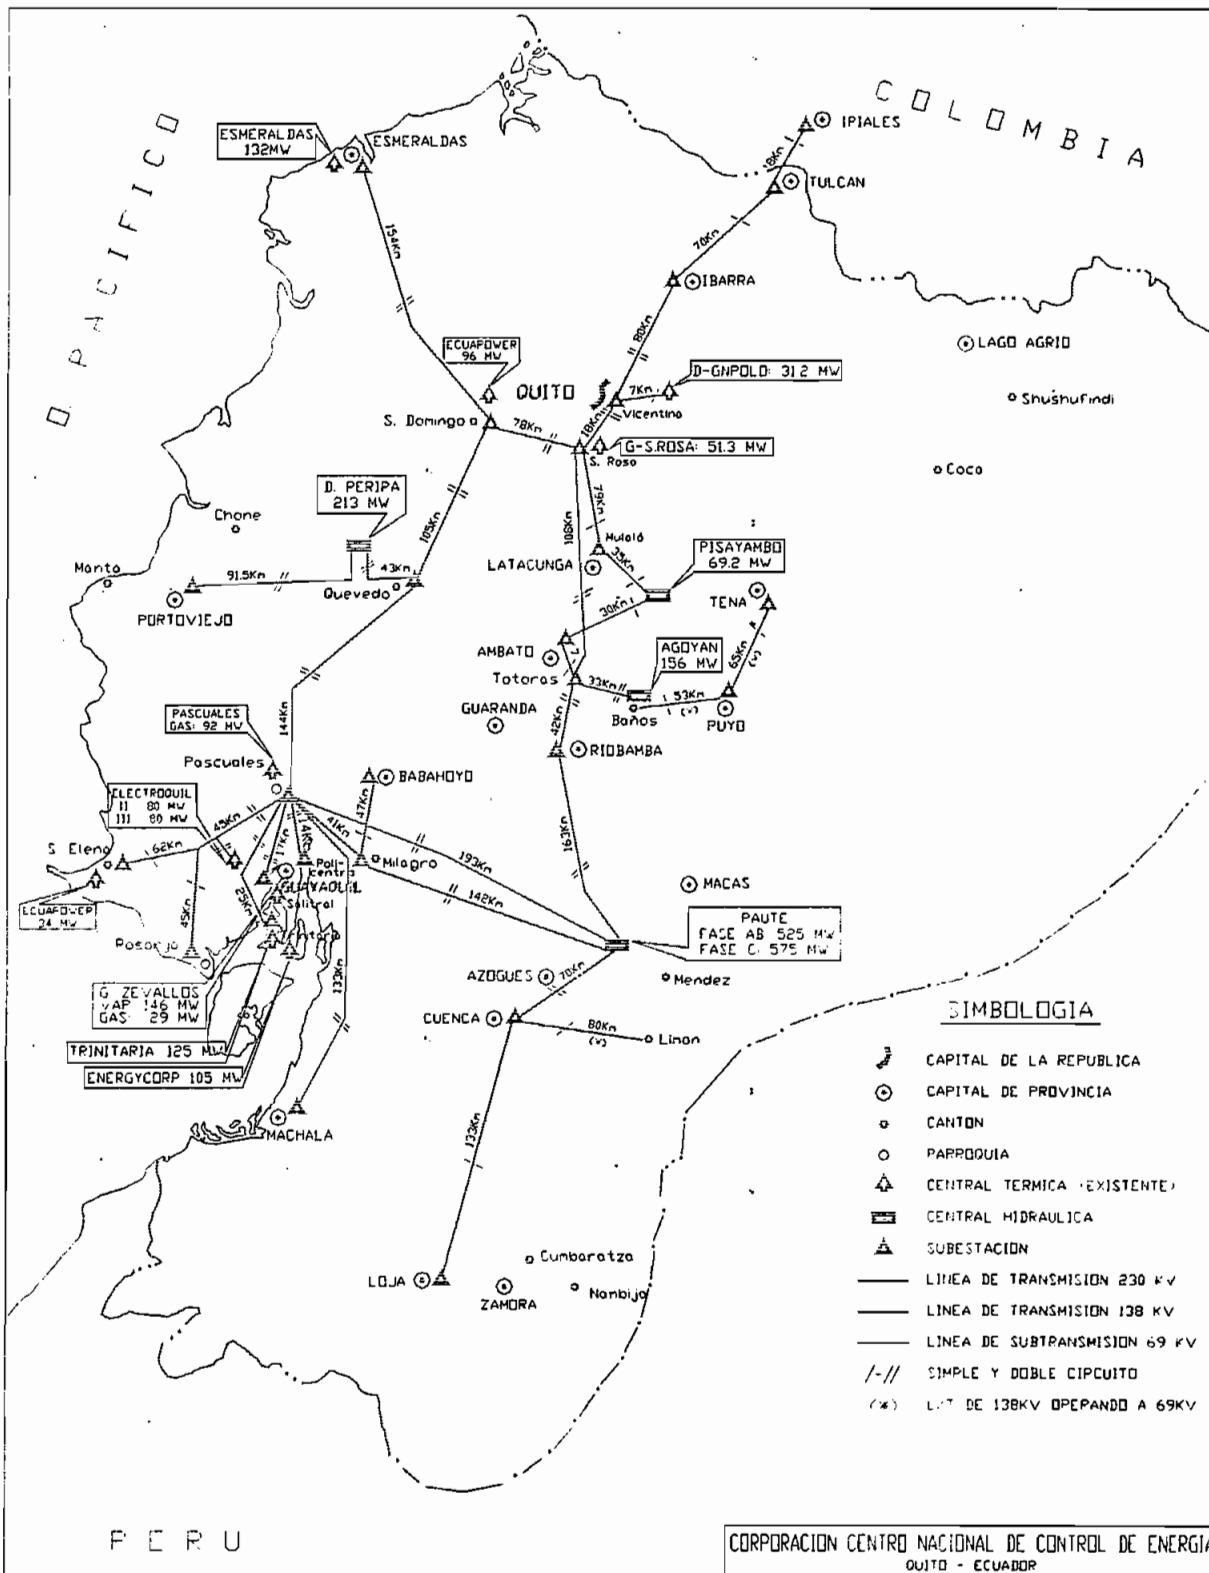 COLOMBIA
O. PACIFICO
IPIALES
ESMERALDAS
132MW
ESMERALDAS
18Km
TULCAN
154Km
70Km
IBARRA
80Km
LAGO AGRIO
ECUAPOWER
96 MW
D-GNPOLO: 31.2 MW
QUITO
7Km
Vicentina
Shushufindi
S. Domingo
78Km
18Km
G-S.ROSA: 51.3 MW
S. Rosa
Coca
D. PERIPA
213 MW
79Km
105Km
108Km
Chone
Mulaló
35Km
PISAYAMBO
69.2 MW
LATACUNGA
Manta
91.5Km
43Km
Quevedo
TENA
PORTOVIEJO
30Km
65Km
(*)
AMBATO
AGOYAN
156 MW
Totoras
33Km
53Km
(*)
Baños
PUYO
GUARANDA
42Km
PASCUALES
GAS: 92 MW
144Km
RIOBAMBA
Pascuales
BABAHOYO
ELECTROQUIL
II 80 MW
III 80 MW
47Km
41Km
163Km
S. Elena
62Km
17Km
Poli-
centro
Milagro
193Km
GUAYAQUIL
142Km
MACAS
ECUAPOWER
24 MW
25Km
Salitral
45Km
Posorja
PAUTE
FASE AB 525 MW
FASE C: 575 MW
133Km
AZOGUES
70Km
Mendez
G. ZEVALLOS
VAP 146 MW
GAS: 29 MW
CUENCA
80Km
(*)
Limon
TRINITARIA 125 MW
ENERGYCORP 105 MW
MACHALA
133Km
LOJA
Cumbaratza
ZAMORA
Nambija
SIMBOLOGIA
CAPITAL DE LA REPUBLICA
CAPITAL DE PROVINCIA
CANTON
PARROQUIA
CENTRAL TERMICA (EXISTENTE)
CENTRAL HIDRAULICA
SUBESTACION
LINEA DE TRANSMISION 230 KV
LINEA DE TRANSMISION 138 KV
LINEA DE SUBTRANSMISION 69 KV
/-// SIMPLE Y DOBLE CIRCUITO
(*) L/T DE 138KV OPERANDO A 69KV
PERU
CORPORACION CENTRO NACIONAL DE CONTROL DE ENERGIA
QUITO - ECUADOR